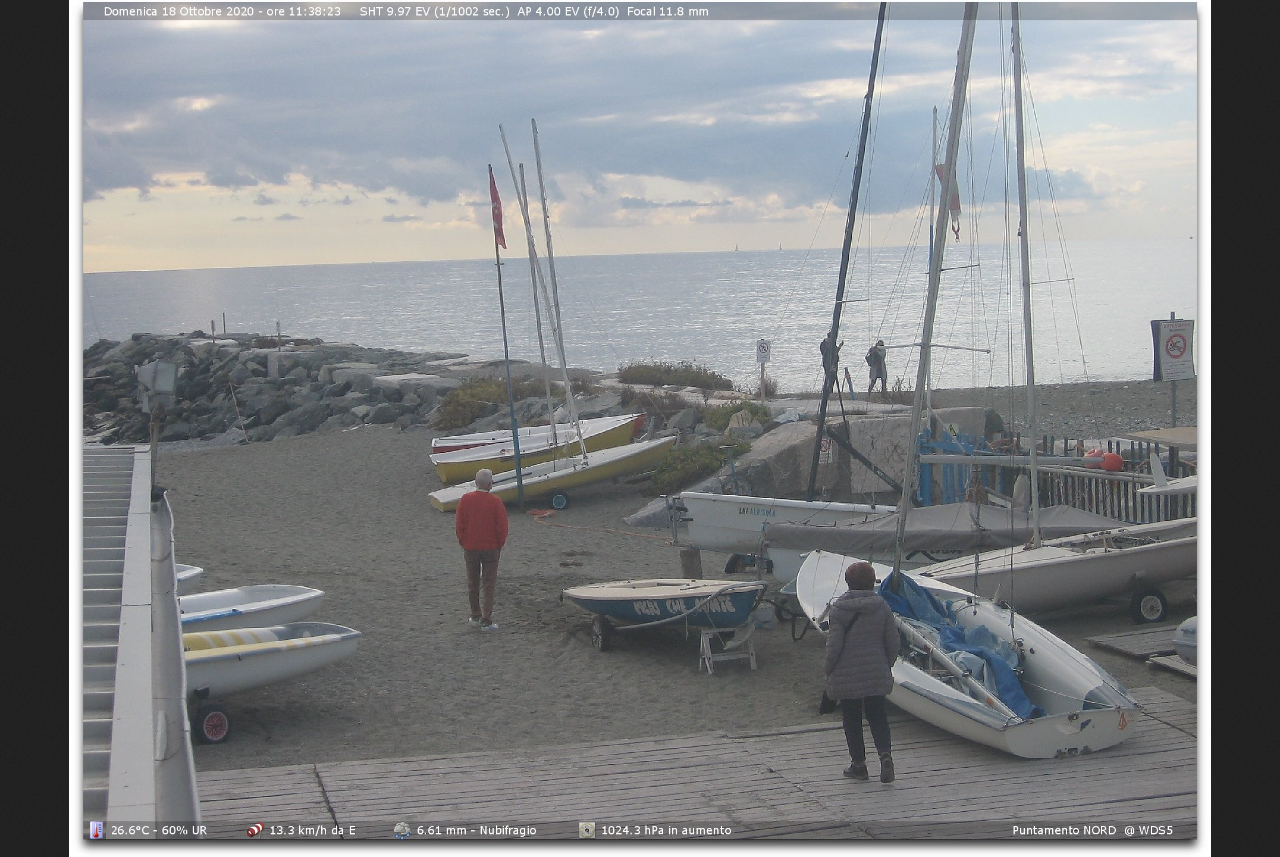 Domenica 18 Ottobre 2020 - ore 11:38:23 SHT 9.97 EV (1/1002 sec.) AP 4.00 EV (f/4.0) Focal 11.8 mm
26.6°C - 60% UR 13.3 km/h da E 6.61 mm - Nubifragio 1024.3 hPa in aumento Puntamento NORD @ WDS5